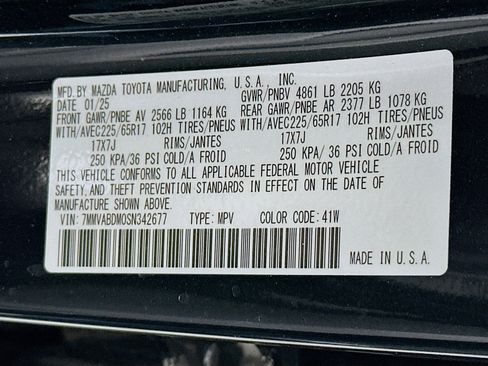 MFD.BY MAZDA TOYOTA MANUFACTURING, U.S.A., INC.
DATE 01/25 GVWR/PNBV 4861 LB 2205 KG
FRONT GAWR/PNBE AV 2566 LB 1164 KG REAR GAWR/PNBE AR 2377 LB 1078 KG
WITH/AVEC225/65R17 102H TIRES/PNEUS WITH/AVEC225/65R17 102H TIRES/PNEUS
17X7J RIMS/JANTES 17X7J RIMS/JANTES
250 KPA/36 PSI COLD/A FROID 250 KPA/ 36 PSI COLD/A FROID
THIS VEHICLE CONFORMS TO ALL APPLICABLE FEDERAL MOTOR VEHICLE
SAFETY, AND THEFT PREVENTION STANDARDS IN EFFECT ON THE DATE OF
MANUFACTURE SHOWN ABOVE.
VIN: 7MMVABDM0SN342677 TYPE: MPV COLOR CODE: 41W
MADE IN U.S.A.